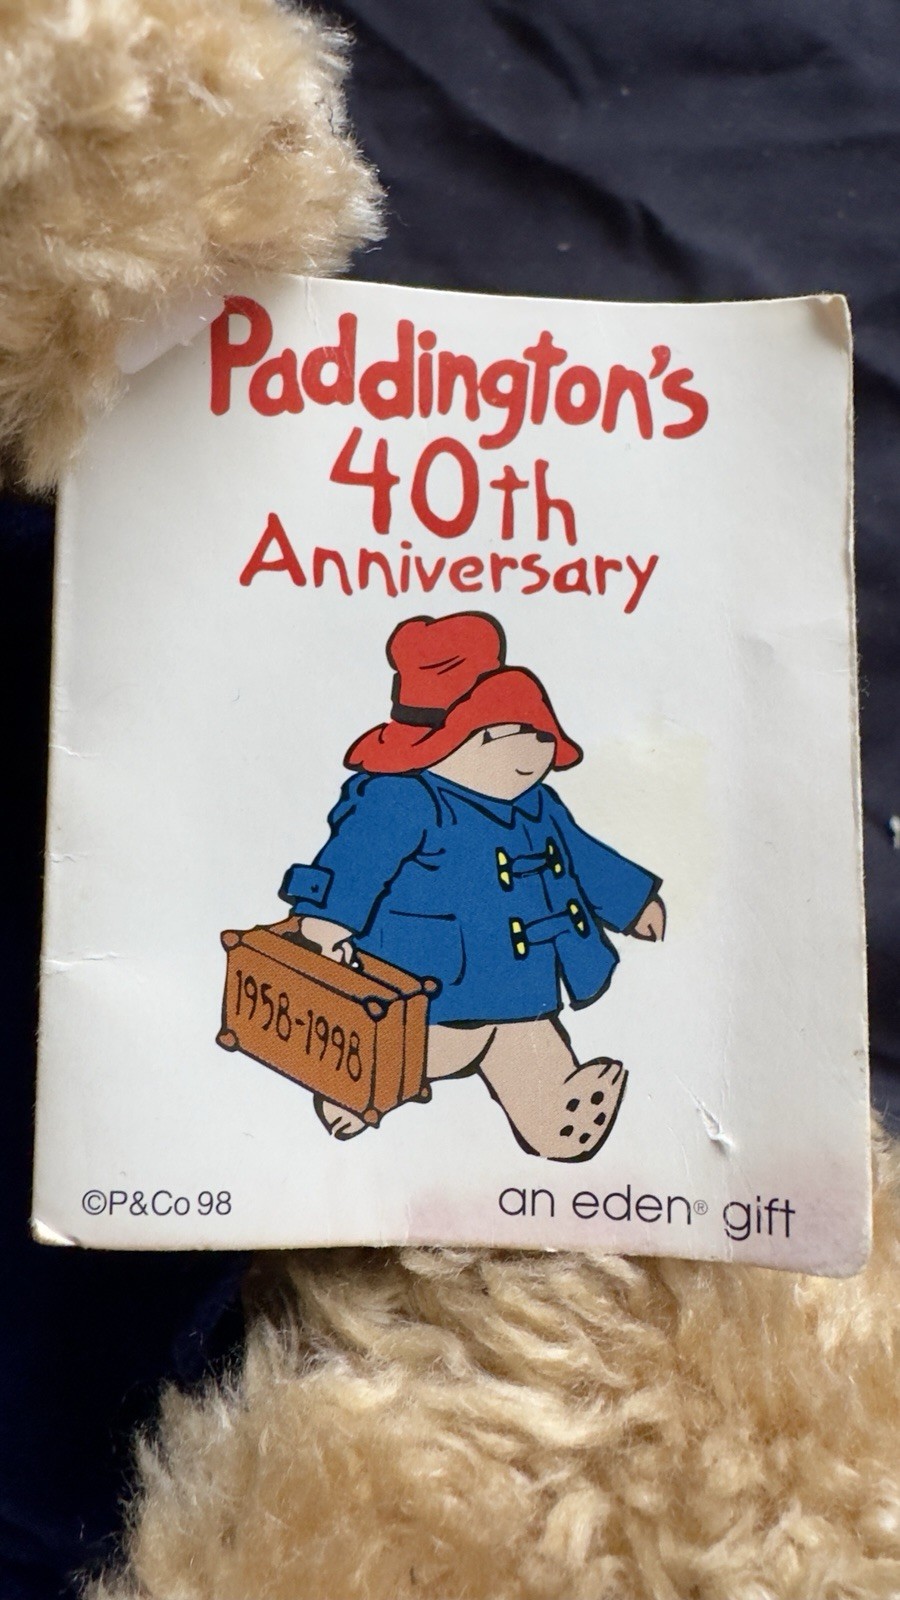 Paddington's
40th
Anniversary
1958-1998
©P&Co 98
an eden® gift